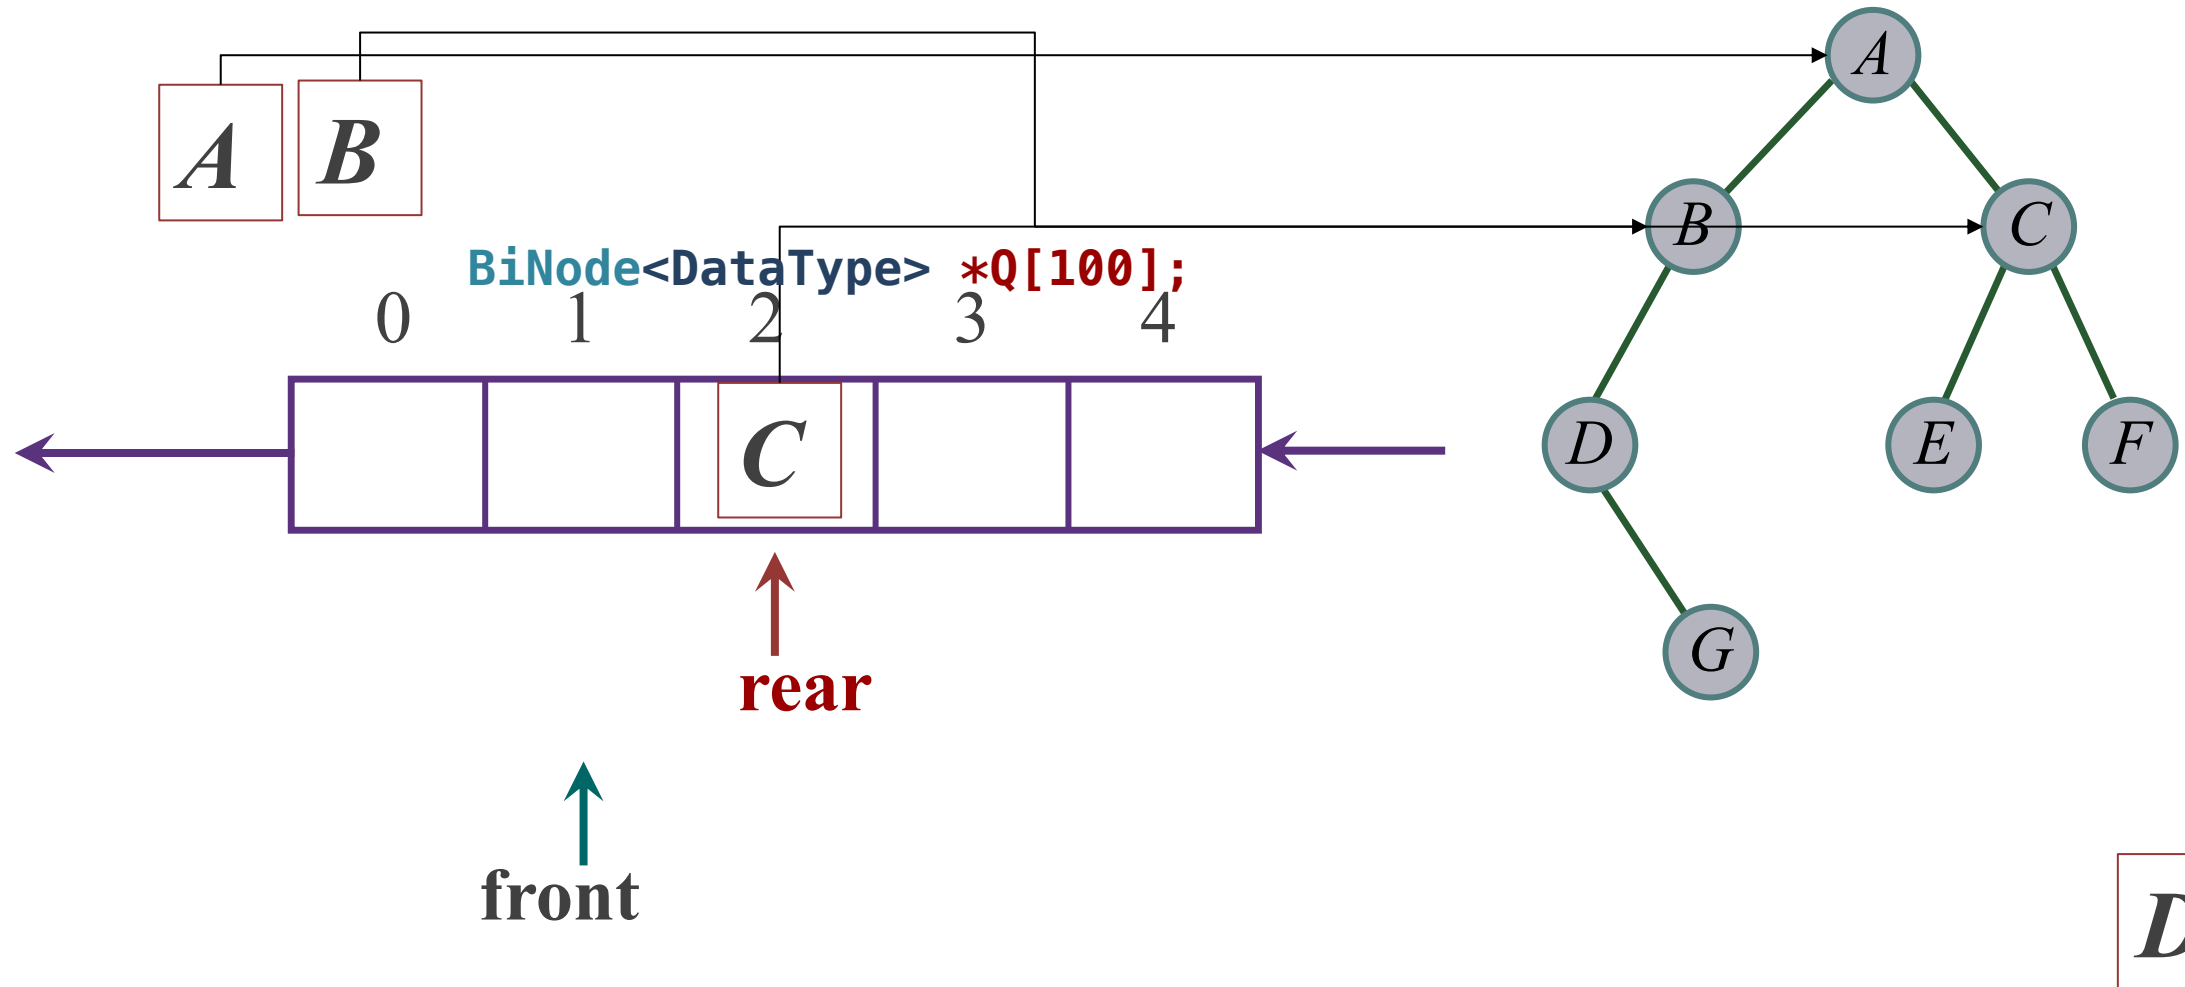 A
A B
B C
BiNode<DataType> *Q[100];
0 1 2 3 4
C
D E F
G
rear
front
D